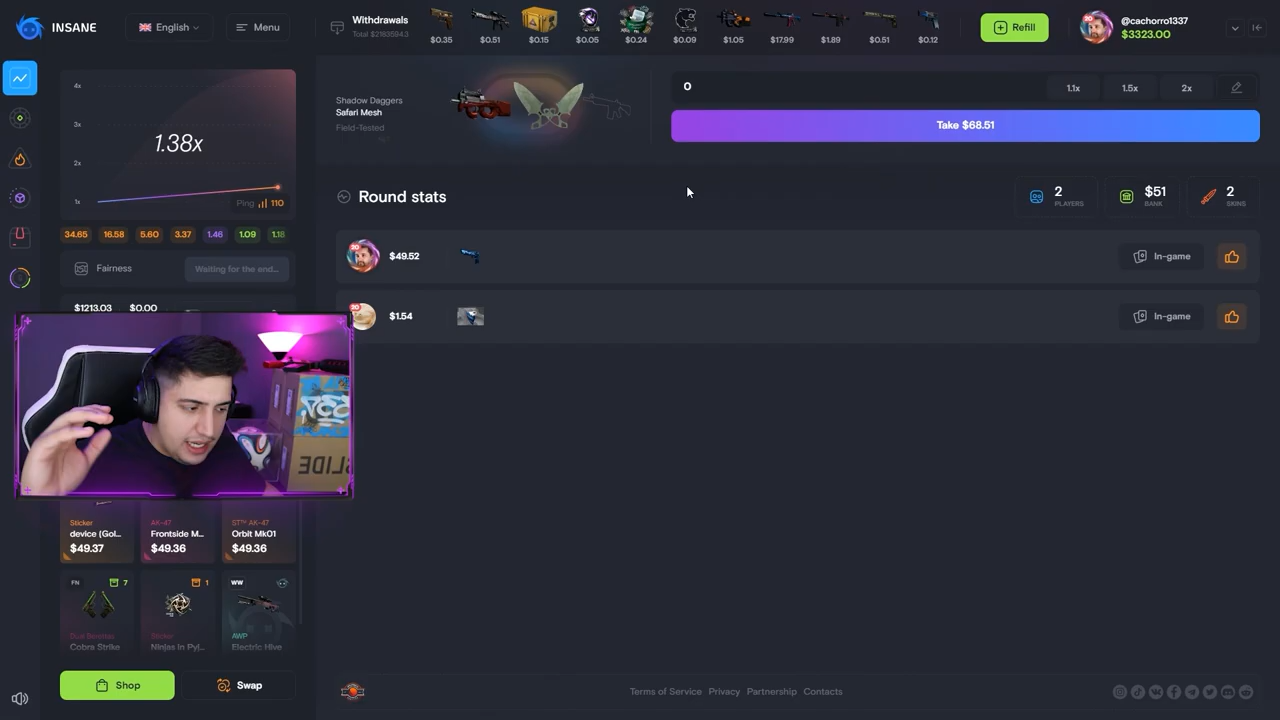 INSANE
English
Menu
Withdrawals
Total $2183594.3
$0.35
$0.51
$0.15
$0.05
$0.24
$0.09
$1.05
$17.99
$1.89
$0.51
$0.12
Refill
@cachorro1337
$3323.00
4x
3x
2x
1x
1.38x
Ping 110
34.65 16.58 5.60 3.37 1.46 1.09 1.18
Fairness
Waiting for the end...
$1213.03 $0.00
Shadow Daggers
Safari Mesh
Field-Tested
0
1.1x
1.5x
2x
Take $68.51
Round stats
2
PLAYERS
$51
BANK
2
SKINS
20
$49.52
In-game
20
$1.54
In-game
SLIDE
Sticker
device (Gol...
$49.37
AK-47
Frontside M...
$49.36
ST™ AK-47
Orbit Mk01
$49.36
FN
7
Dual Berettas
Cobra Strike
1
Sticker
Ninjas in Pyj...
WW
AWP
Electric Hive
Shop
Swap
Terms of Service Privacy Partnership Contacts